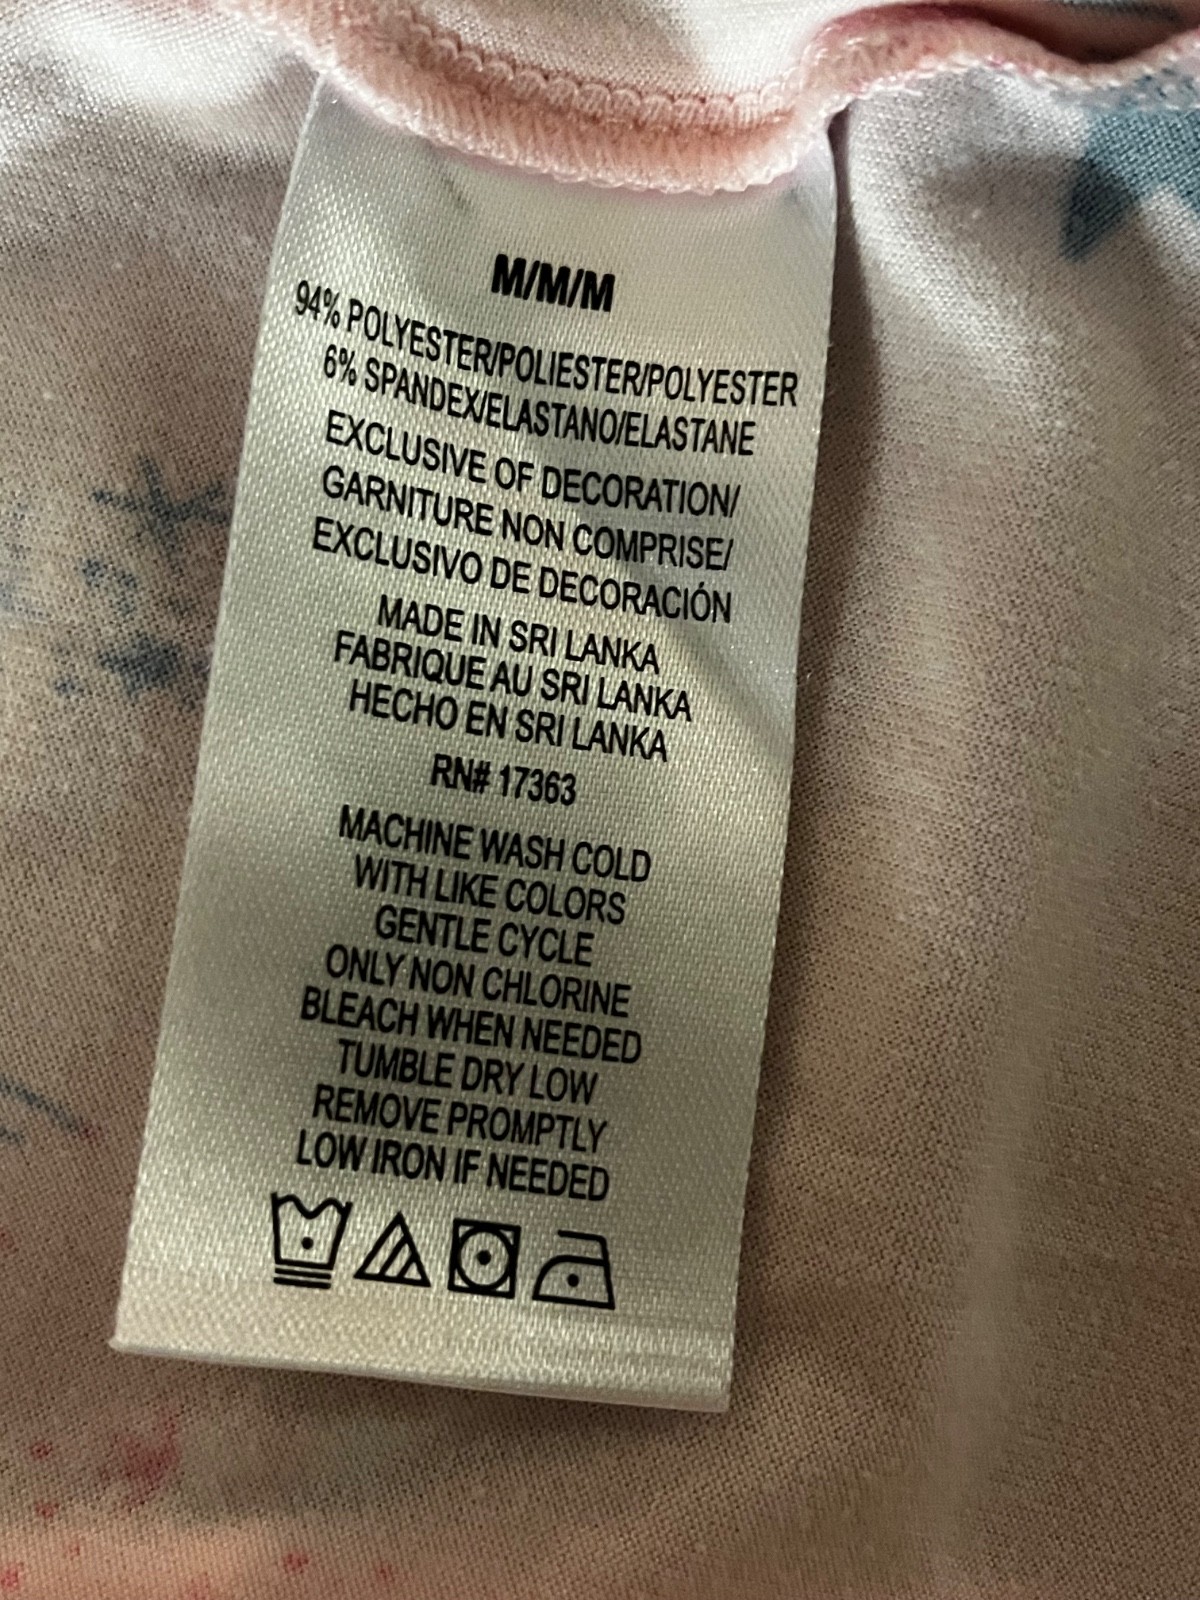 M/M/M
94% POLYESTER/POLIESTER/POLYESTER
6% SPANDEX/ELASTANO/ELASTANE
EXCLUSIVE OF DECORATION/
GARNITURE NON COMPRISE/
EXCLUSIVO DE DECORACIÓN
MADE IN SRI LANKA
FABRIQUE AU SRI LANKA
HECHO EN SRI LANKA
RN# 17363
MACHINE WASH COLD
WITH LIKE COLORS
GENTLE CYCLE
ONLY NON CHLORINE
BLEACH WHEN NEEDED
TUMBLE DRY LOW
REMOVE PROMPTLY
LOW IRON IF NEEDED